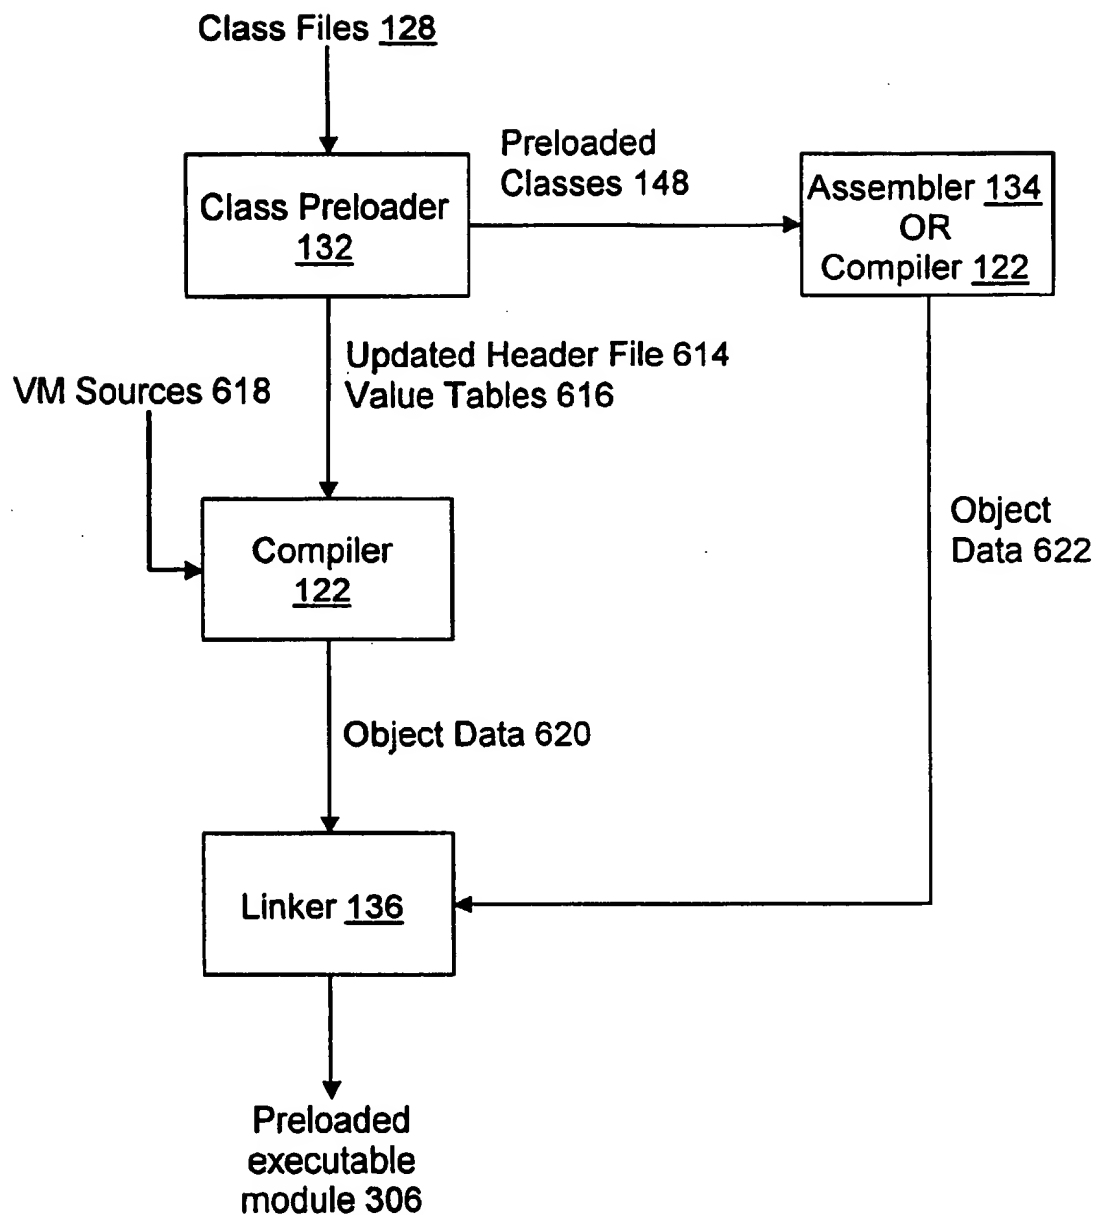 Class Files 128
Preloaded
Classes 148
Class Preloader
132
Assembler 134
OR
Compiler 122
Updated Header File 614
Value Tables 616
VM Sources 618
Compiler
122
Object
Data 622
Object Data 620
Linker 136
Preloaded
executable
module 306